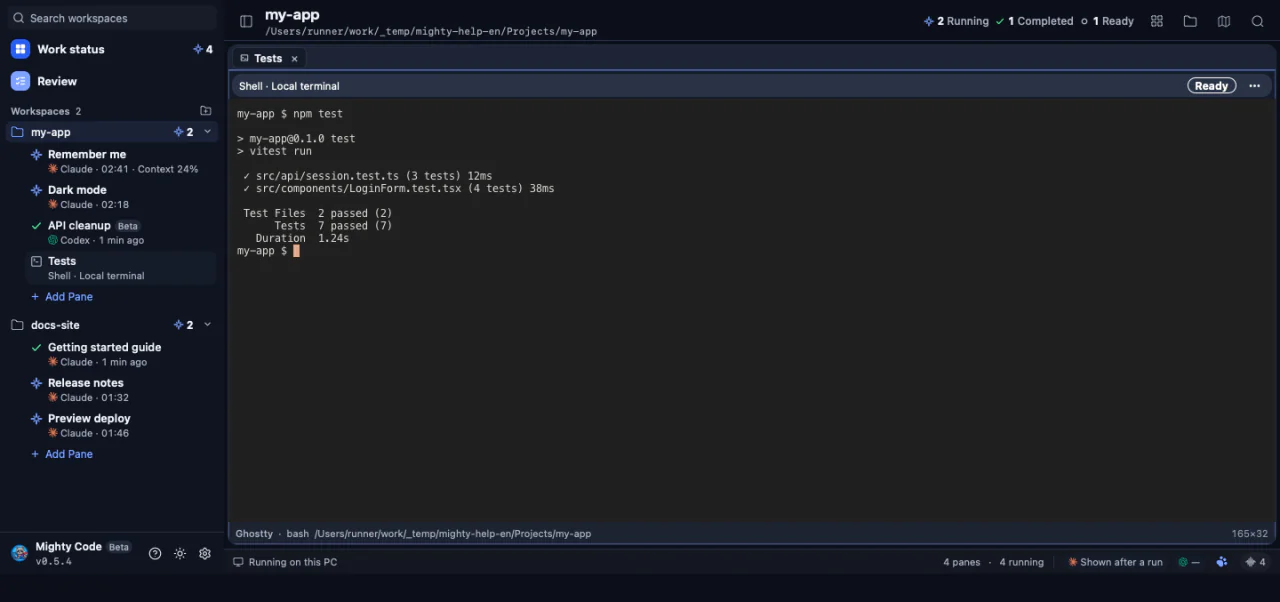 Search workspaces
Work status 4
Review
Workspaces 2
my-app 2
Remember me
Claude · 02:41 · Context 24%
Dark mode
Claude · 02:18
API cleanup Beta
Codex · 1 min ago
Tests
Shell · Local terminal
+ Add Pane
docs-site 2
Getting started guide
Claude · 1 min ago
Release notes
Claude · 01:32
Preview deploy
Claude · 01:46
+ Add Pane
Mighty Code Beta
v0.5.4
my-app
/Users/runner/work/_temp/mighty-help-en/Projects/my-app
2 Running ✓ 1 Completed 1 Ready
Tests ×
Shell · Local terminal Ready ···
my-app $ npm test
> my-app@0.1.0 test
> vitest run
✓ src/api/session.test.ts (3 tests) 12ms
✓ src/components/LoginForm.test.tsx (4 tests) 38ms
Test Files 2 passed (2)
Tests 7 passed (7)
Duration 1.24s
my-app $
Ghostty · bash /Users/runner/work/_temp/mighty-help-en/Projects/my-app 165×32
Running on this PC 4 panes · 4 running Shown after a run — 4